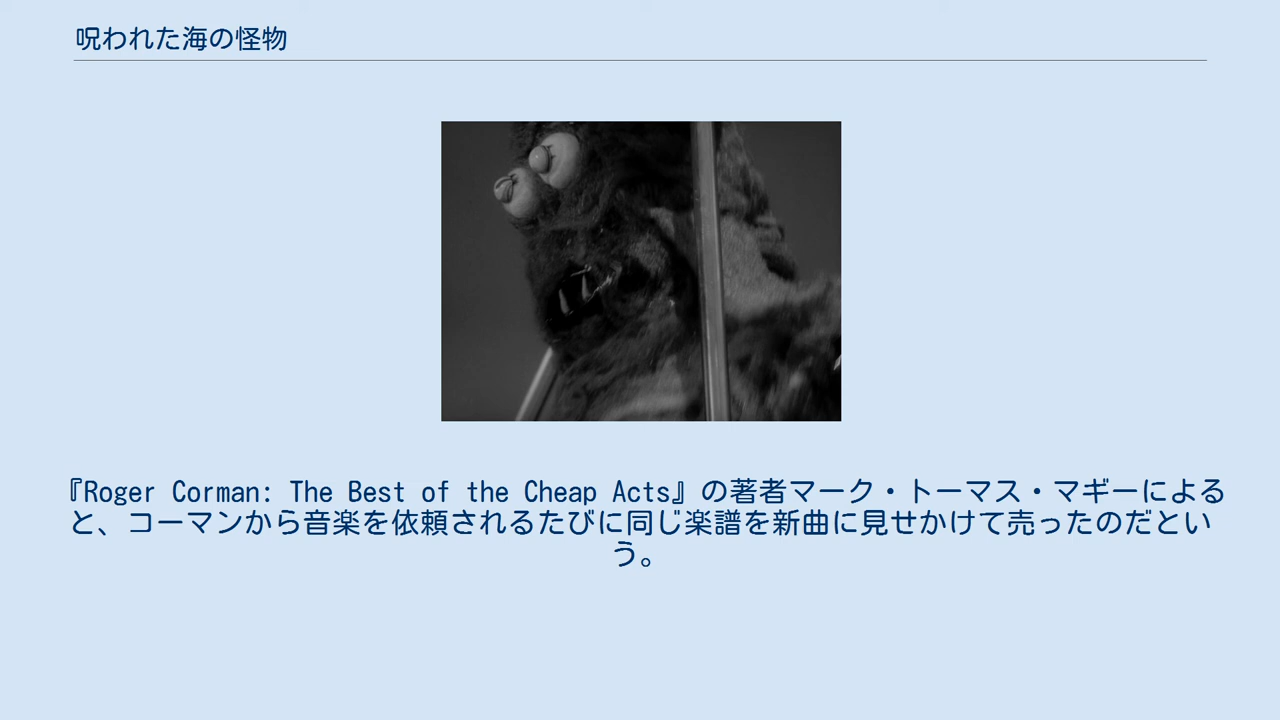 呪われた海の怪物
『Roger Corman: The Best of the Cheap Acts』の著者マーク・トーマス・マギーによる
と、コーマンから音楽を依頼されるたびに同じ楽譜を新曲に見せかけて売ったのだとい
う。